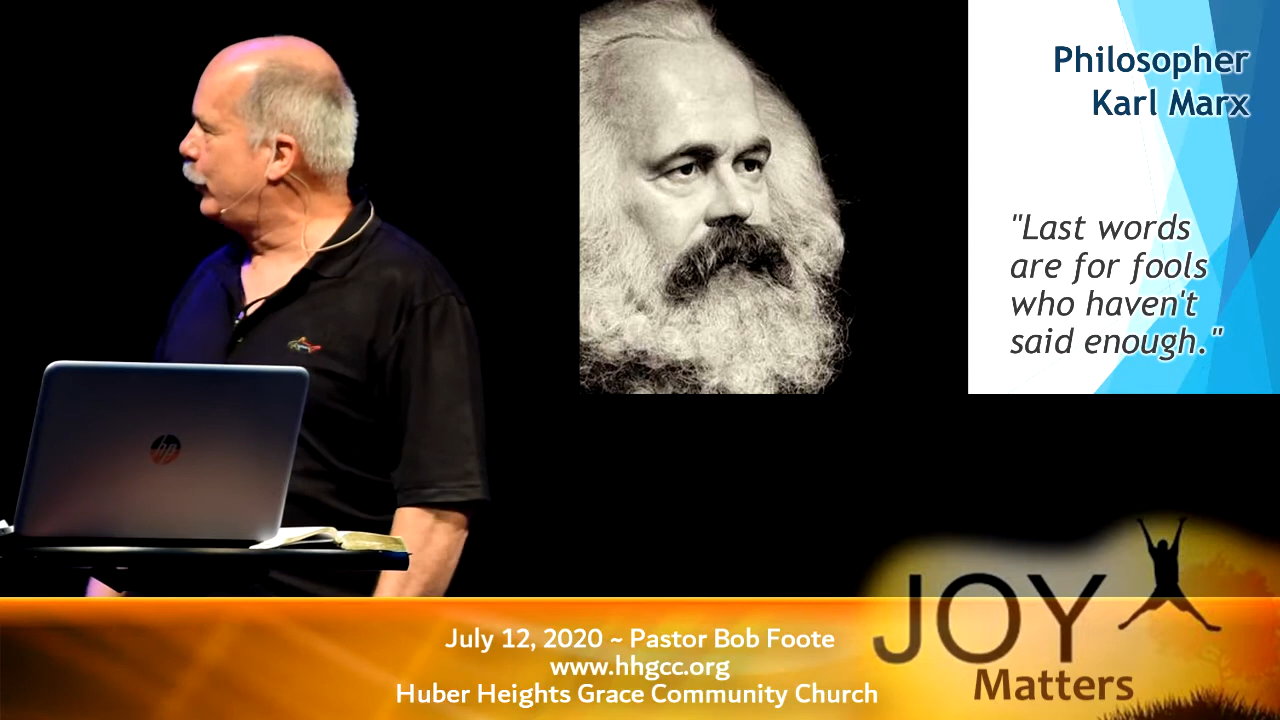 Philosopher
Karl Marx
"Last words
are for fools
who haven't
said enough."
hp
JOY
Matters
July 12, 2020 ~ Pastor Bob Foote
www.hhgcc.org
Huber Heights Grace Community Church